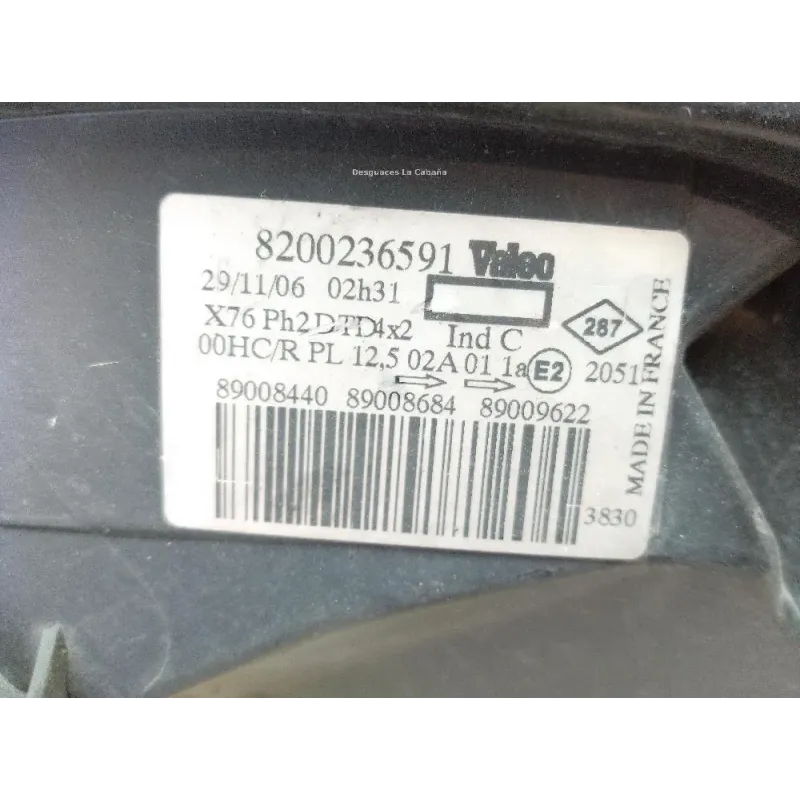 Desguaces La Cabaña
8200236591 Valeo
29/11/06 02h31
X76 Ph2 DTD4x2 Ind C 287
00HC/R PL 12,5 02A 01 1a E2 2051
89008440 89008684 89009622
3830
MADE IN FRANCE